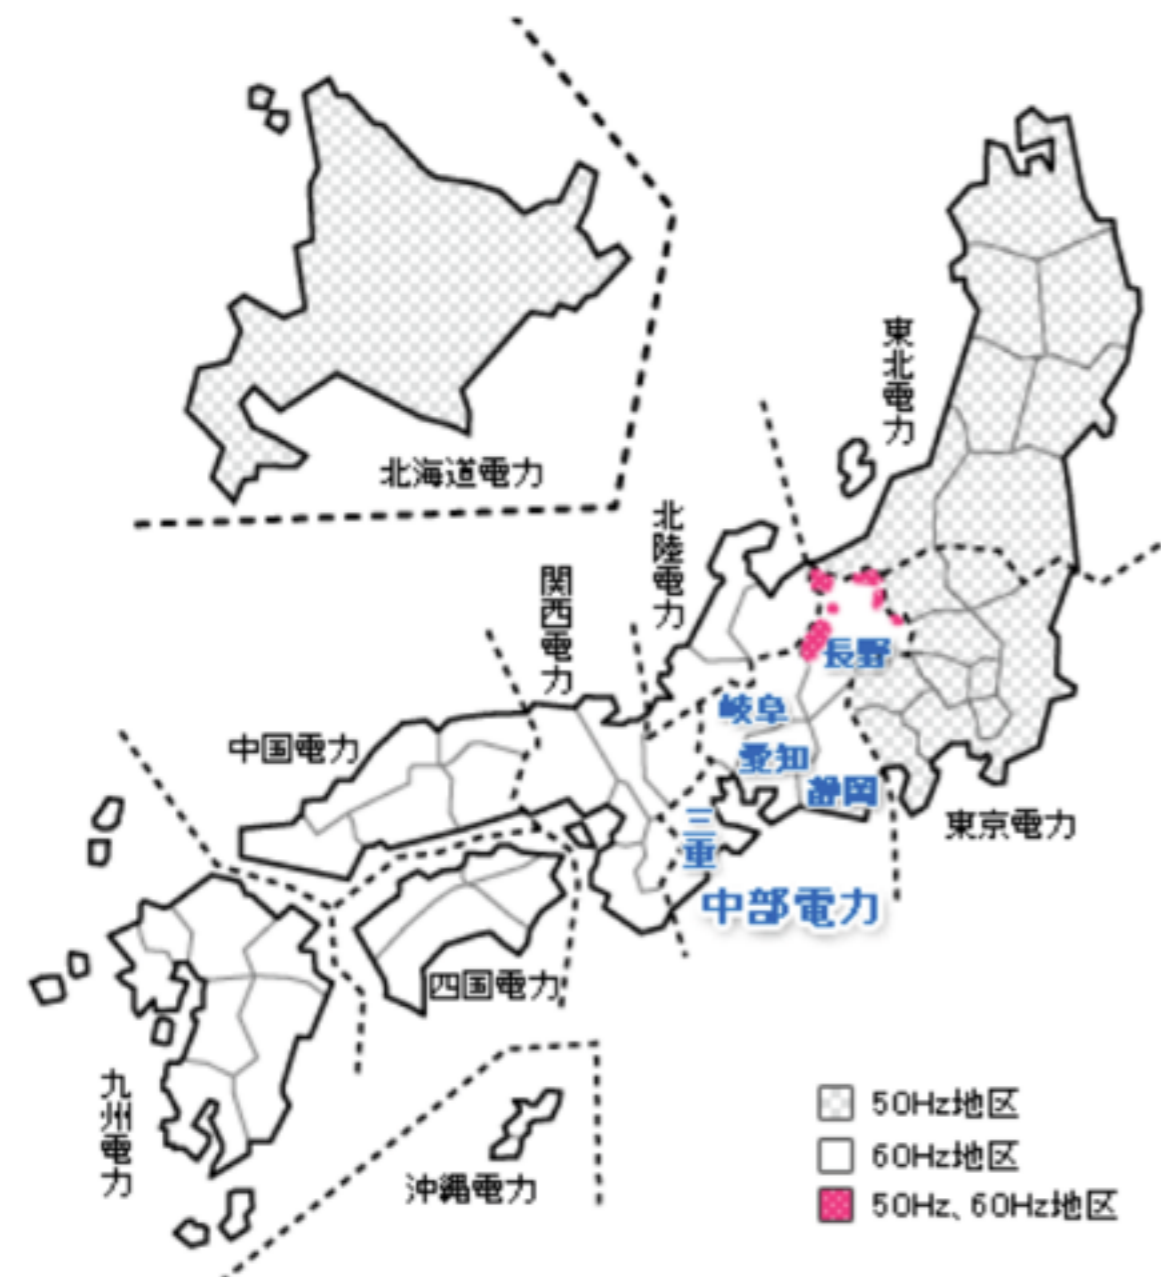 北海道電力
東北電力
北陸電力
関西電力
中国電力
長野
岐阜
愛知
静岡
三重
中部電力
東京電力
四国電力
九州電力
沖縄電力
50Hz地区
60Hz地区
50Hz、60Hz地区